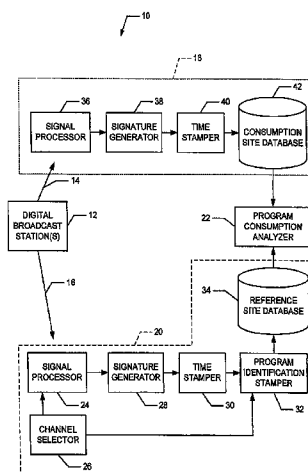 10
18
36
38
40
42
SIGNAL
PROCESSOR
SIGNATURE
GENERATOR
TIME
STAMPER
CONSUMPTION
SITE DATABASE
14
DIGITAL
BROADCAST
STATION(S)
12
22
PROGRAM
CONSUMPTION
ANALYZER
16
34
REFERENCE
SITE DATABASE
20
SIGNAL
PROCESSOR
SIGNATURE
GENERATOR
TIME
STAMPER
PROGRAM
IDENTIFICATION
STAMPER
24
28
30
32
CHANNEL
SELECTOR
26